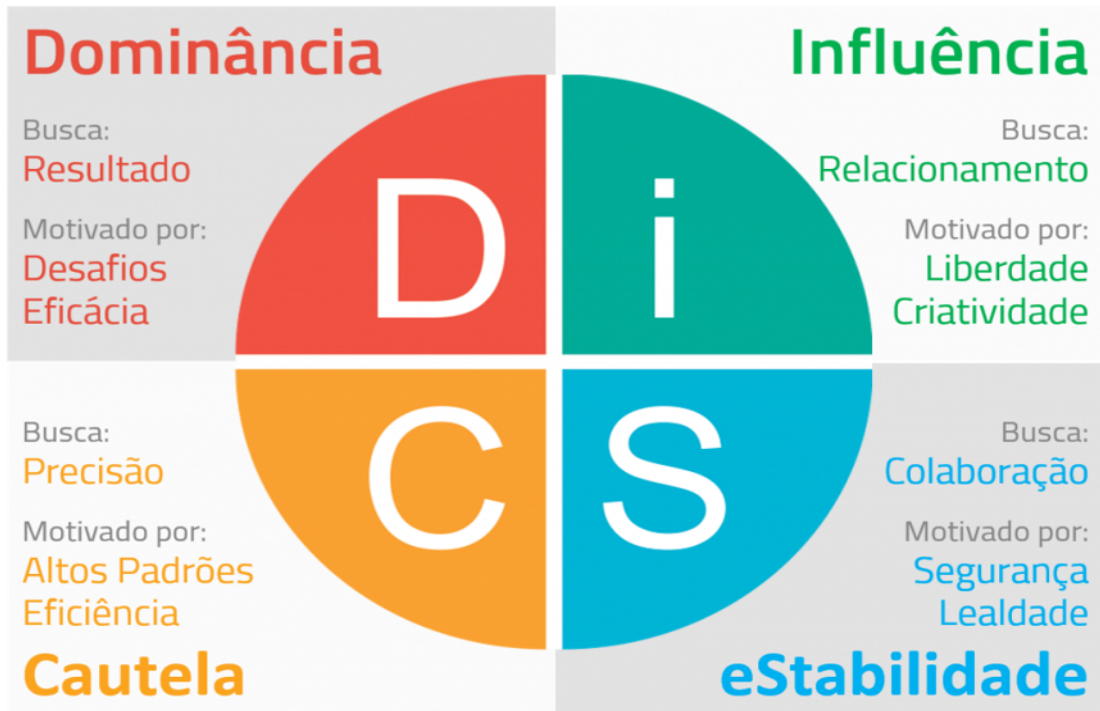 Dominância
Busca:
Resultado
Motivado por:
Desafios
Eficácia
D
Influência
Busca:
Relacionamento
Motivado por:
Liberdade
Criatividade
i
Busca:
Precisão
Motivado por:
Altos Padrões
Eficiência
Cautela
C
Busca:
Colaboração
Motivado por:
Segurança
Lealdade
eStabilidade
S